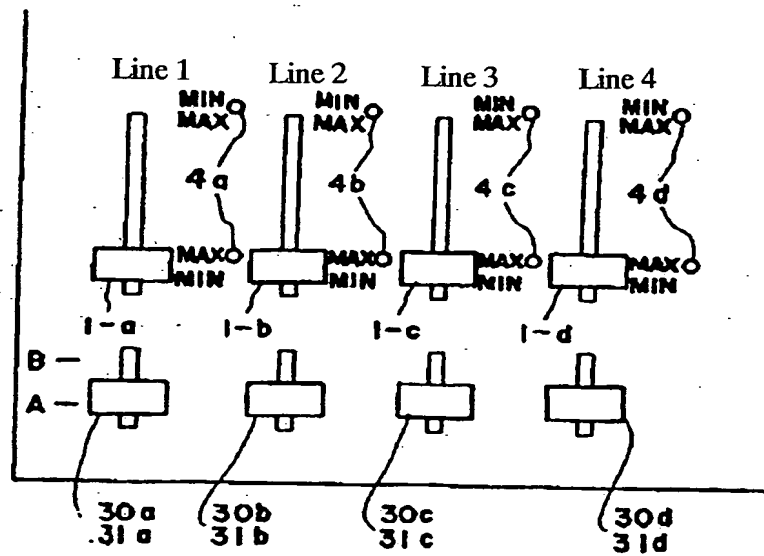 Line 1 Line 2 Line 3 Line 4
MIN MIN MIN MIN
MAX MAX MAX MAX
4a 4b 4c 4d
MAX MAX MAX MAX
MIN MIN MIN MIN
1-a 1-b 1-c 1-d
B
A
30a 30b 30c 30d
31a 31b 31c 31d